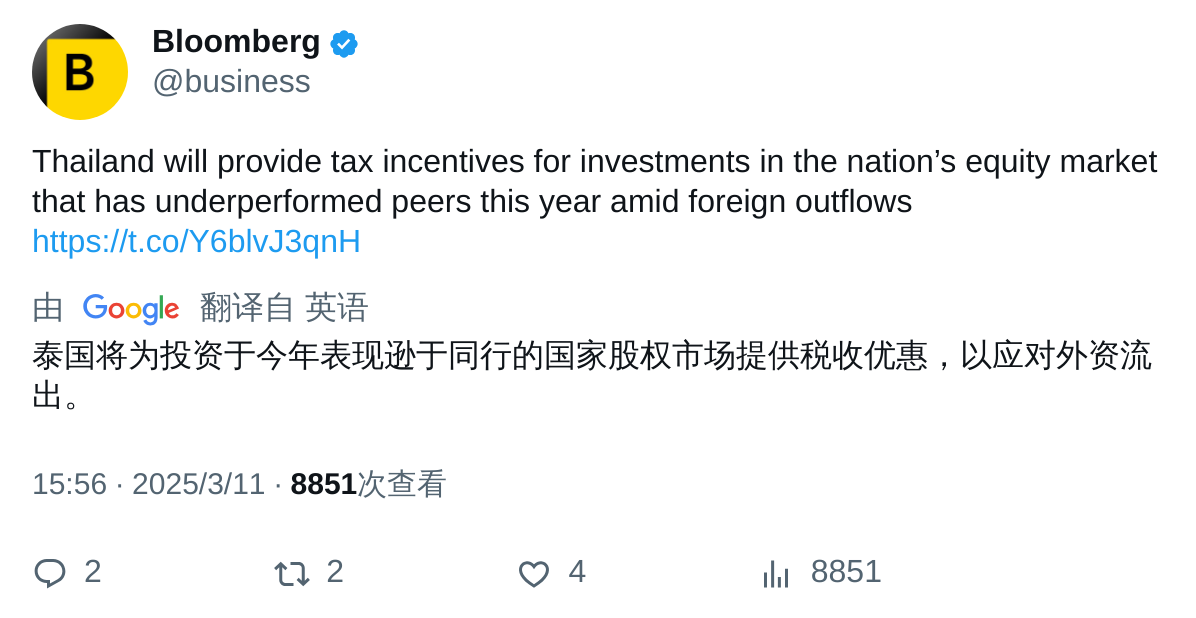 B
Bloomberg
@business
Thailand will provide tax incentives for investments in the nation’s equity market
that has underperformed peers this year amid foreign outflows
https://t.co/Y6blvJ3qnH
由 Google 翻译自 英语
泰国将为投资于今年表现逊于同行的国家股权市场提供税收优惠，以应对外资流
出。
15:56 · 2025/3/11 · 8851次查看
2 2 4 8851